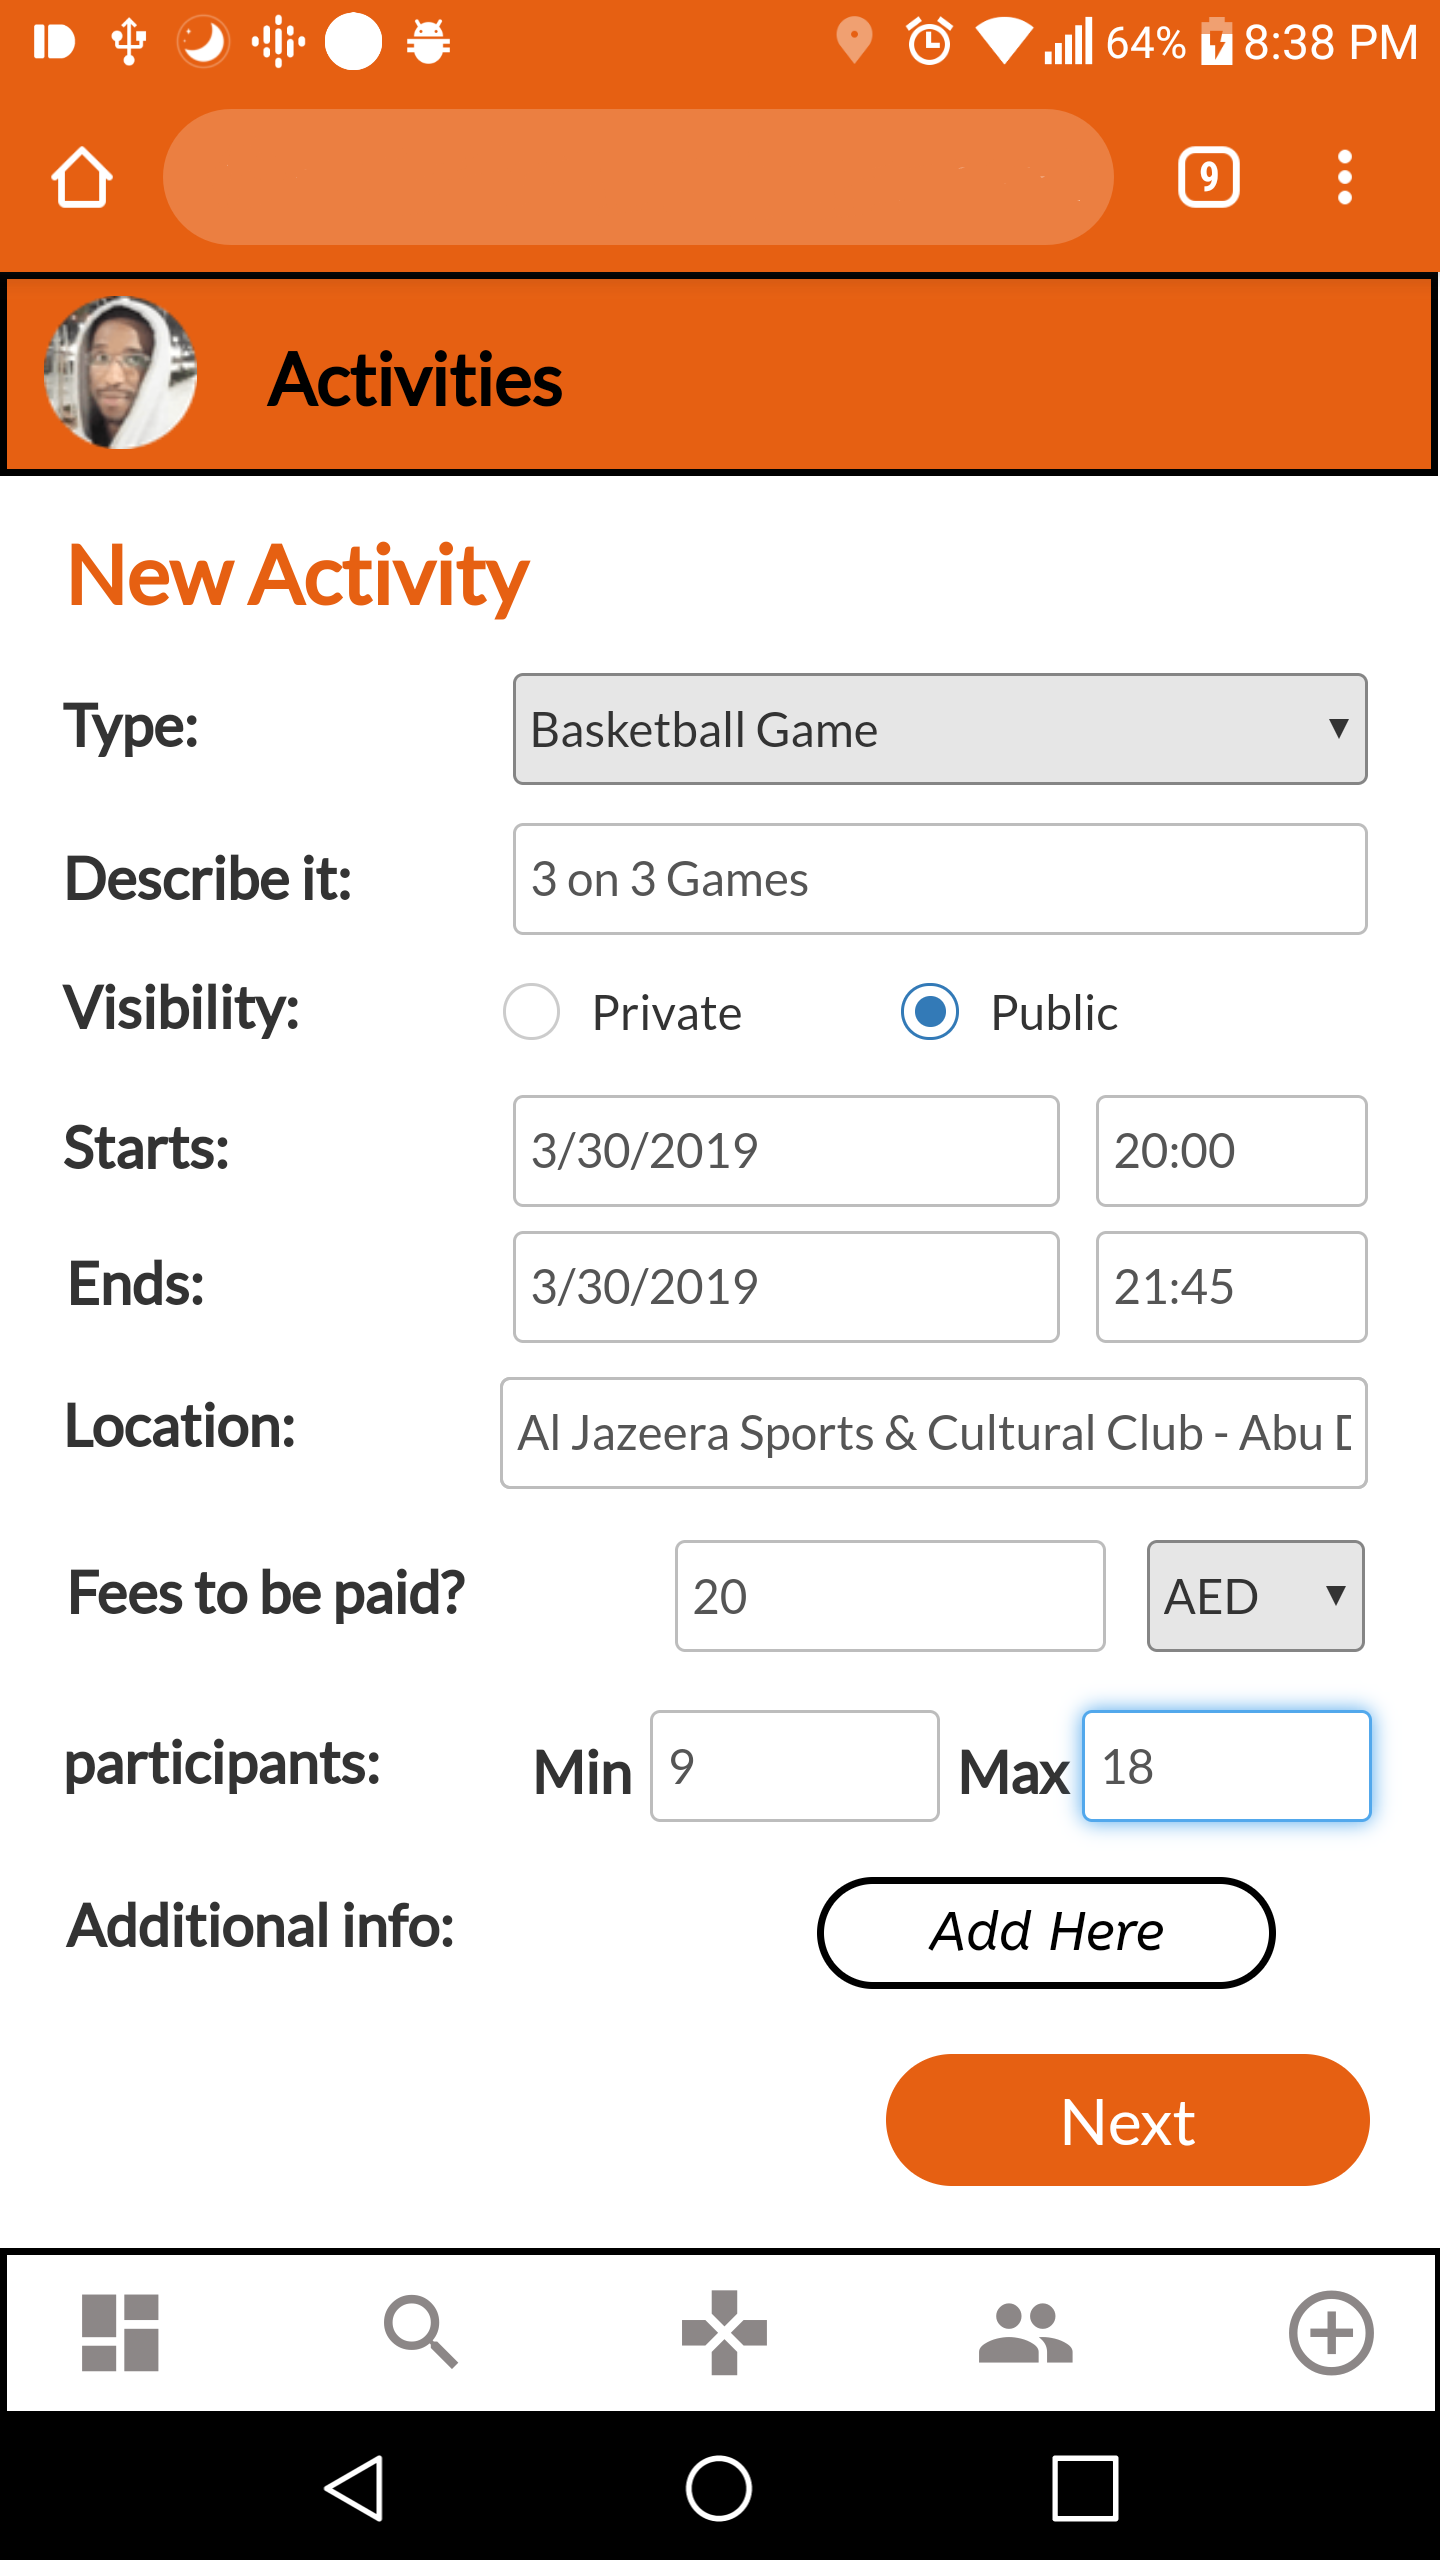 64% 8:38 PM
9
Activities
New Activity
Type: Basketball Game
Describe it: 3 on 3 Games
Visibility: Private Public
Starts: 3/30/2019 20:00
Ends: 3/30/2019 21:45
Location: Al Jazeera Sports & Cultural Club - Abu
Fees to be paid? 20 AED
participants: Min 9 Max 18
Additional info: Add Here
Next